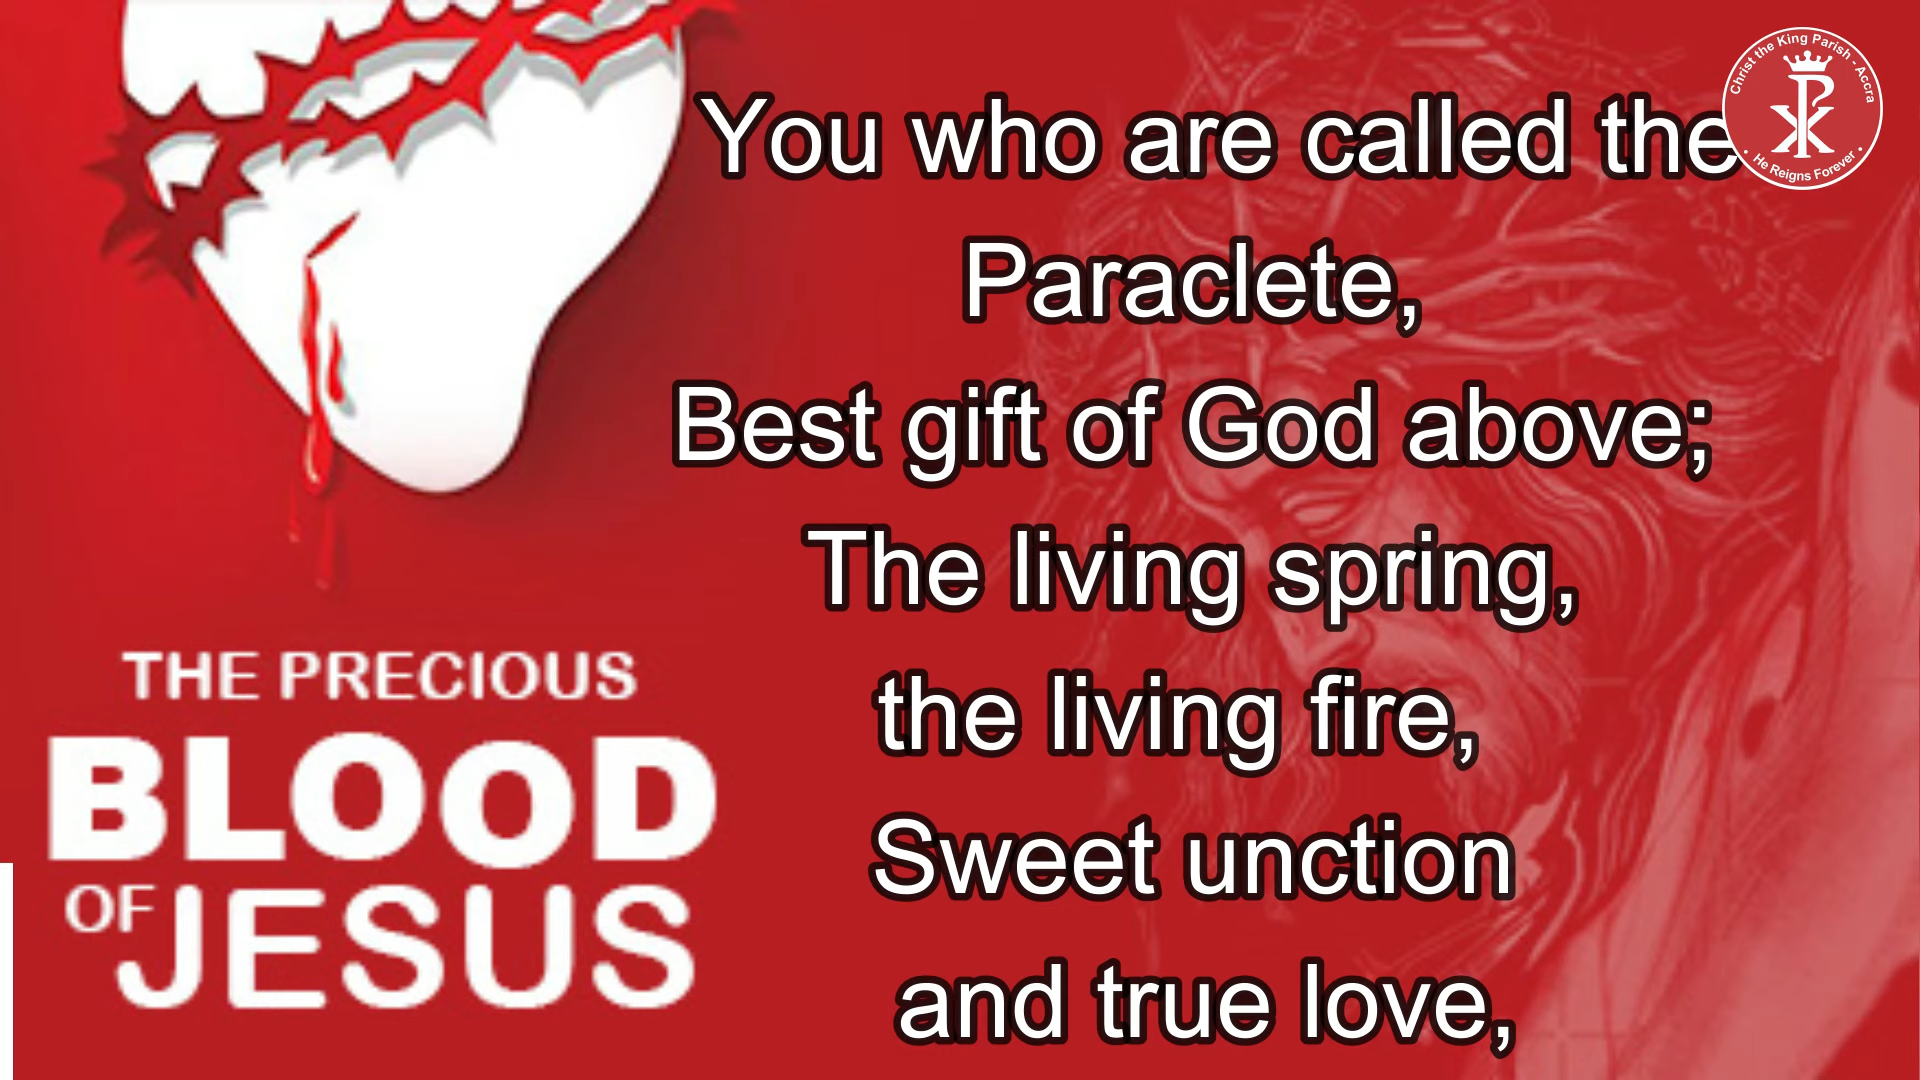 You who are called the
Paraclete,
Best gift of God above;
The living spring,
the living fire,
Sweet unction
and true love,
THE PRECIOUS
BLOOD
OF JESUS
Christ the King Parish - Accra
• He Reigns Forever •